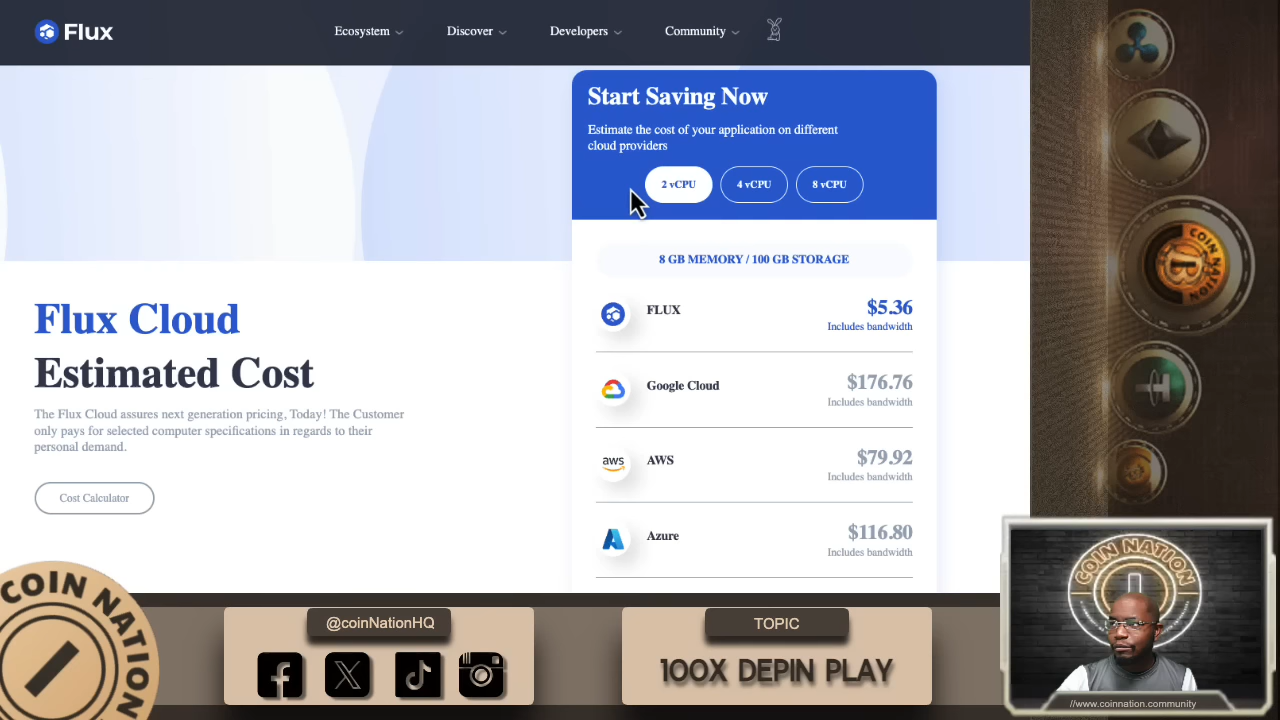 Flux
Ecosystem
Discover
Developers
Community
Start Saving Now
Estimate the cost of your application on different
cloud providers
2 vCPU
4 vCPU
8 vCPU
8 GB MEMORY / 100 GB STORAGE
FLUX
$5.36
Includes bandwidth
Google Cloud
$176.76
Includes bandwidth
aws
AWS
$79.92
Includes bandwidth
Azure
$116.80
Includes bandwidth
Flux Cloud
Estimated Cost
The Flux Cloud assures next generation pricing, Today! The Customer
only pays for selected computer specifications in regards to their
personal demand.
Cost Calculator
COIN NATION
COIN NATION
COIN NATION
@coinNationHQ
TOPIC
100X DEPIN PLAY
//www.coinnation.community